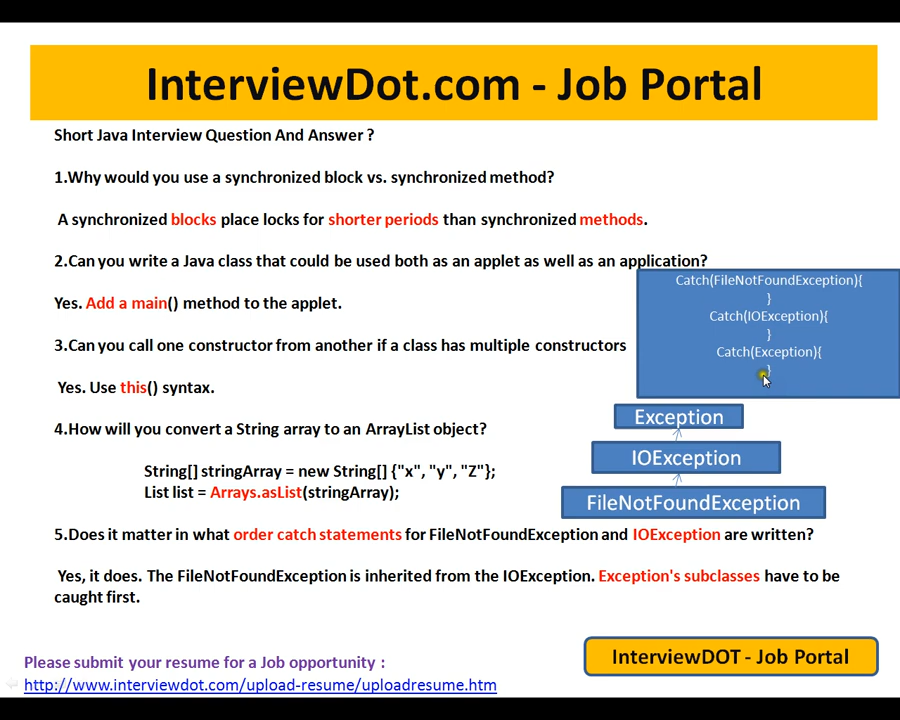 InterviewDot.com - Job Portal
Short Java Interview Question And Answer ?
1.Why would you use a synchronized block vs. synchronized method?
A synchronized blocks place locks for shorter periods than synchronized methods.
2.Can you write a Java class that could be used both as an applet as well as an application?
Yes. Add a main() method to the applet.
3.Can you call one constructor from another if a class has multiple constructors
Yes. Use this() syntax.
4.How will you convert a String array to an ArrayList object?
String[] stringArray = new String[] {"x", "y", "Z"};
List list = Arrays.asList(stringArray);
Catch(FileNotFoundException){
}
Catch(IOException){
}
Catch(Exception){
}
Exception
IOException
FileNotFoundException
5.Does it matter in what order catch statements for FileNotFoundException and IOException are written?
Yes, it does. The FileNotFoundException is inherited from the IOException. Exception's subclasses have to be
caught first.
Please submit your resume for a Job opportunity :
http://www.interviewdot.com/upload-resume/uploadresume.htm
InterviewDOT - Job Portal